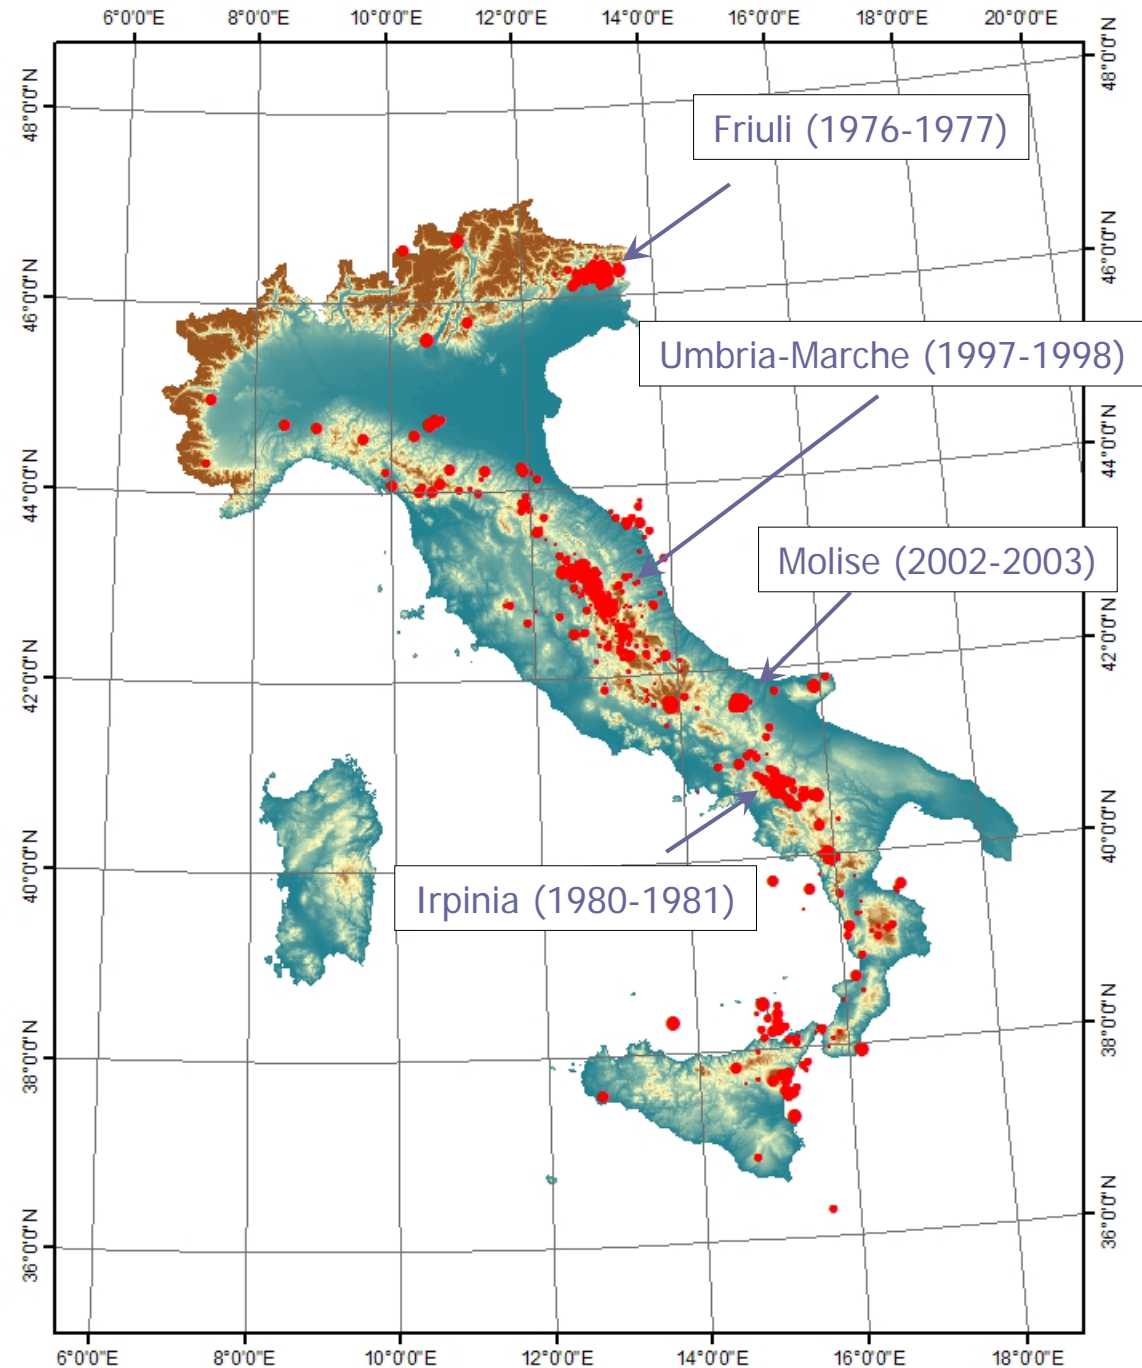 6°0'0"E 8°0'0"E 10°0'0"E 12°0'0"E 14°0'0"E 16°0'0"E 18°0'0"E 20°0'0"E
48°0'0"N
48°0'0"N
Friuli (1976-1977)
46°0'0"N
46°0'0"N
Umbria-Marche (1997-1998)
44°0'0"N
44°0'0"N
Molise (2002-2003)
42°0'0"N
42°0'0"N
40°0'0"N
40°0'0"N
Irpinia (1980-1981)
38°0'0"N
38°0'0"N
36°0'0"N
36°0'0"N
6°0'0"E 8°0'0"E 10°0'0"E 12°0'0"E 14°0'0"E 16°0'0"E 18°0'0"E